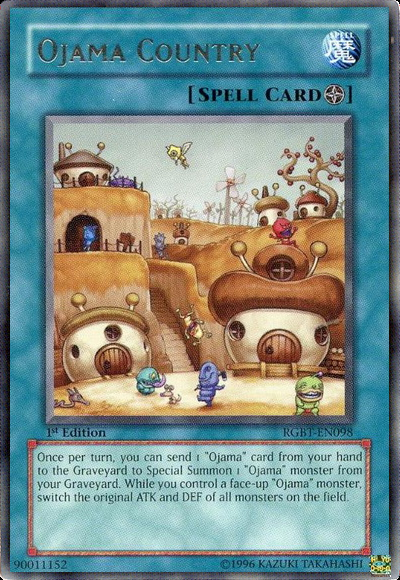 OJAMA COUNTRY
魔
[SPELL CARD]
1st Edition
RGBT-EN098
Once per turn, you can send 1 "Ojama" card from your hand
to the Graveyard to Special Summon 1 "Ojama" monster from
your Graveyard. While you control a face-up "Ojama" monster,
switch the original ATK and DEF of all monsters on the field.
90011152
©1996 KAZUKI TAKAHASHI